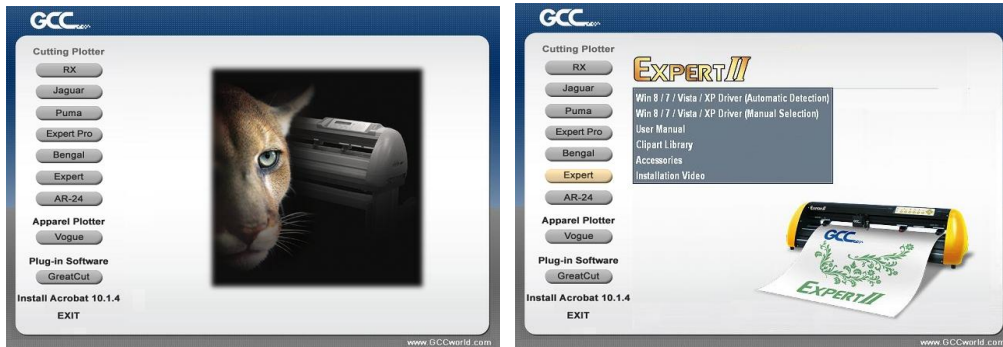 GCC
Cutting Plotter
RX
Jaguar
Puma
Expert Pro
Bengal
Expert
AR-24
Apparel Plotter
Vogue
Plug-in Software
GreatCut
Install Acrobat 10.1.4
EXIT
www.GCCworld.com
GCC
Cutting Plotter
RX
Jaguar
Puma
Expert Pro
Bengal
Expert
AR-24
Apparel Plotter
Vogue
Plug-in Software
GreatCut
Install Acrobat 10.1.4
EXIT
EXPERT II
Win 8 / 7 / Vista / XP Driver (Automatic Detection)
Win 8 / 7 / Vista / XP Driver (Manual Selection)
User Manual
Clipart Library
Accessories
Installation Video
GCC
EXPERT II
www.GCCworld.com